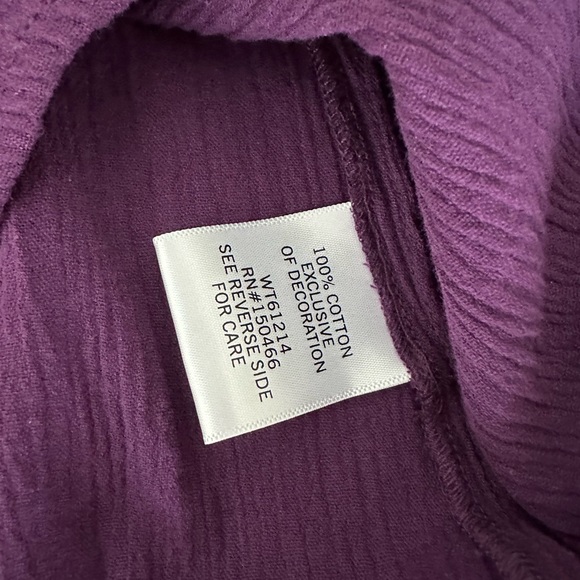 100% COTTON
EXCLUSIVE
OF DECORATION
WT61214
RN#150466
SEE REVERSE SIDE
FOR CARE